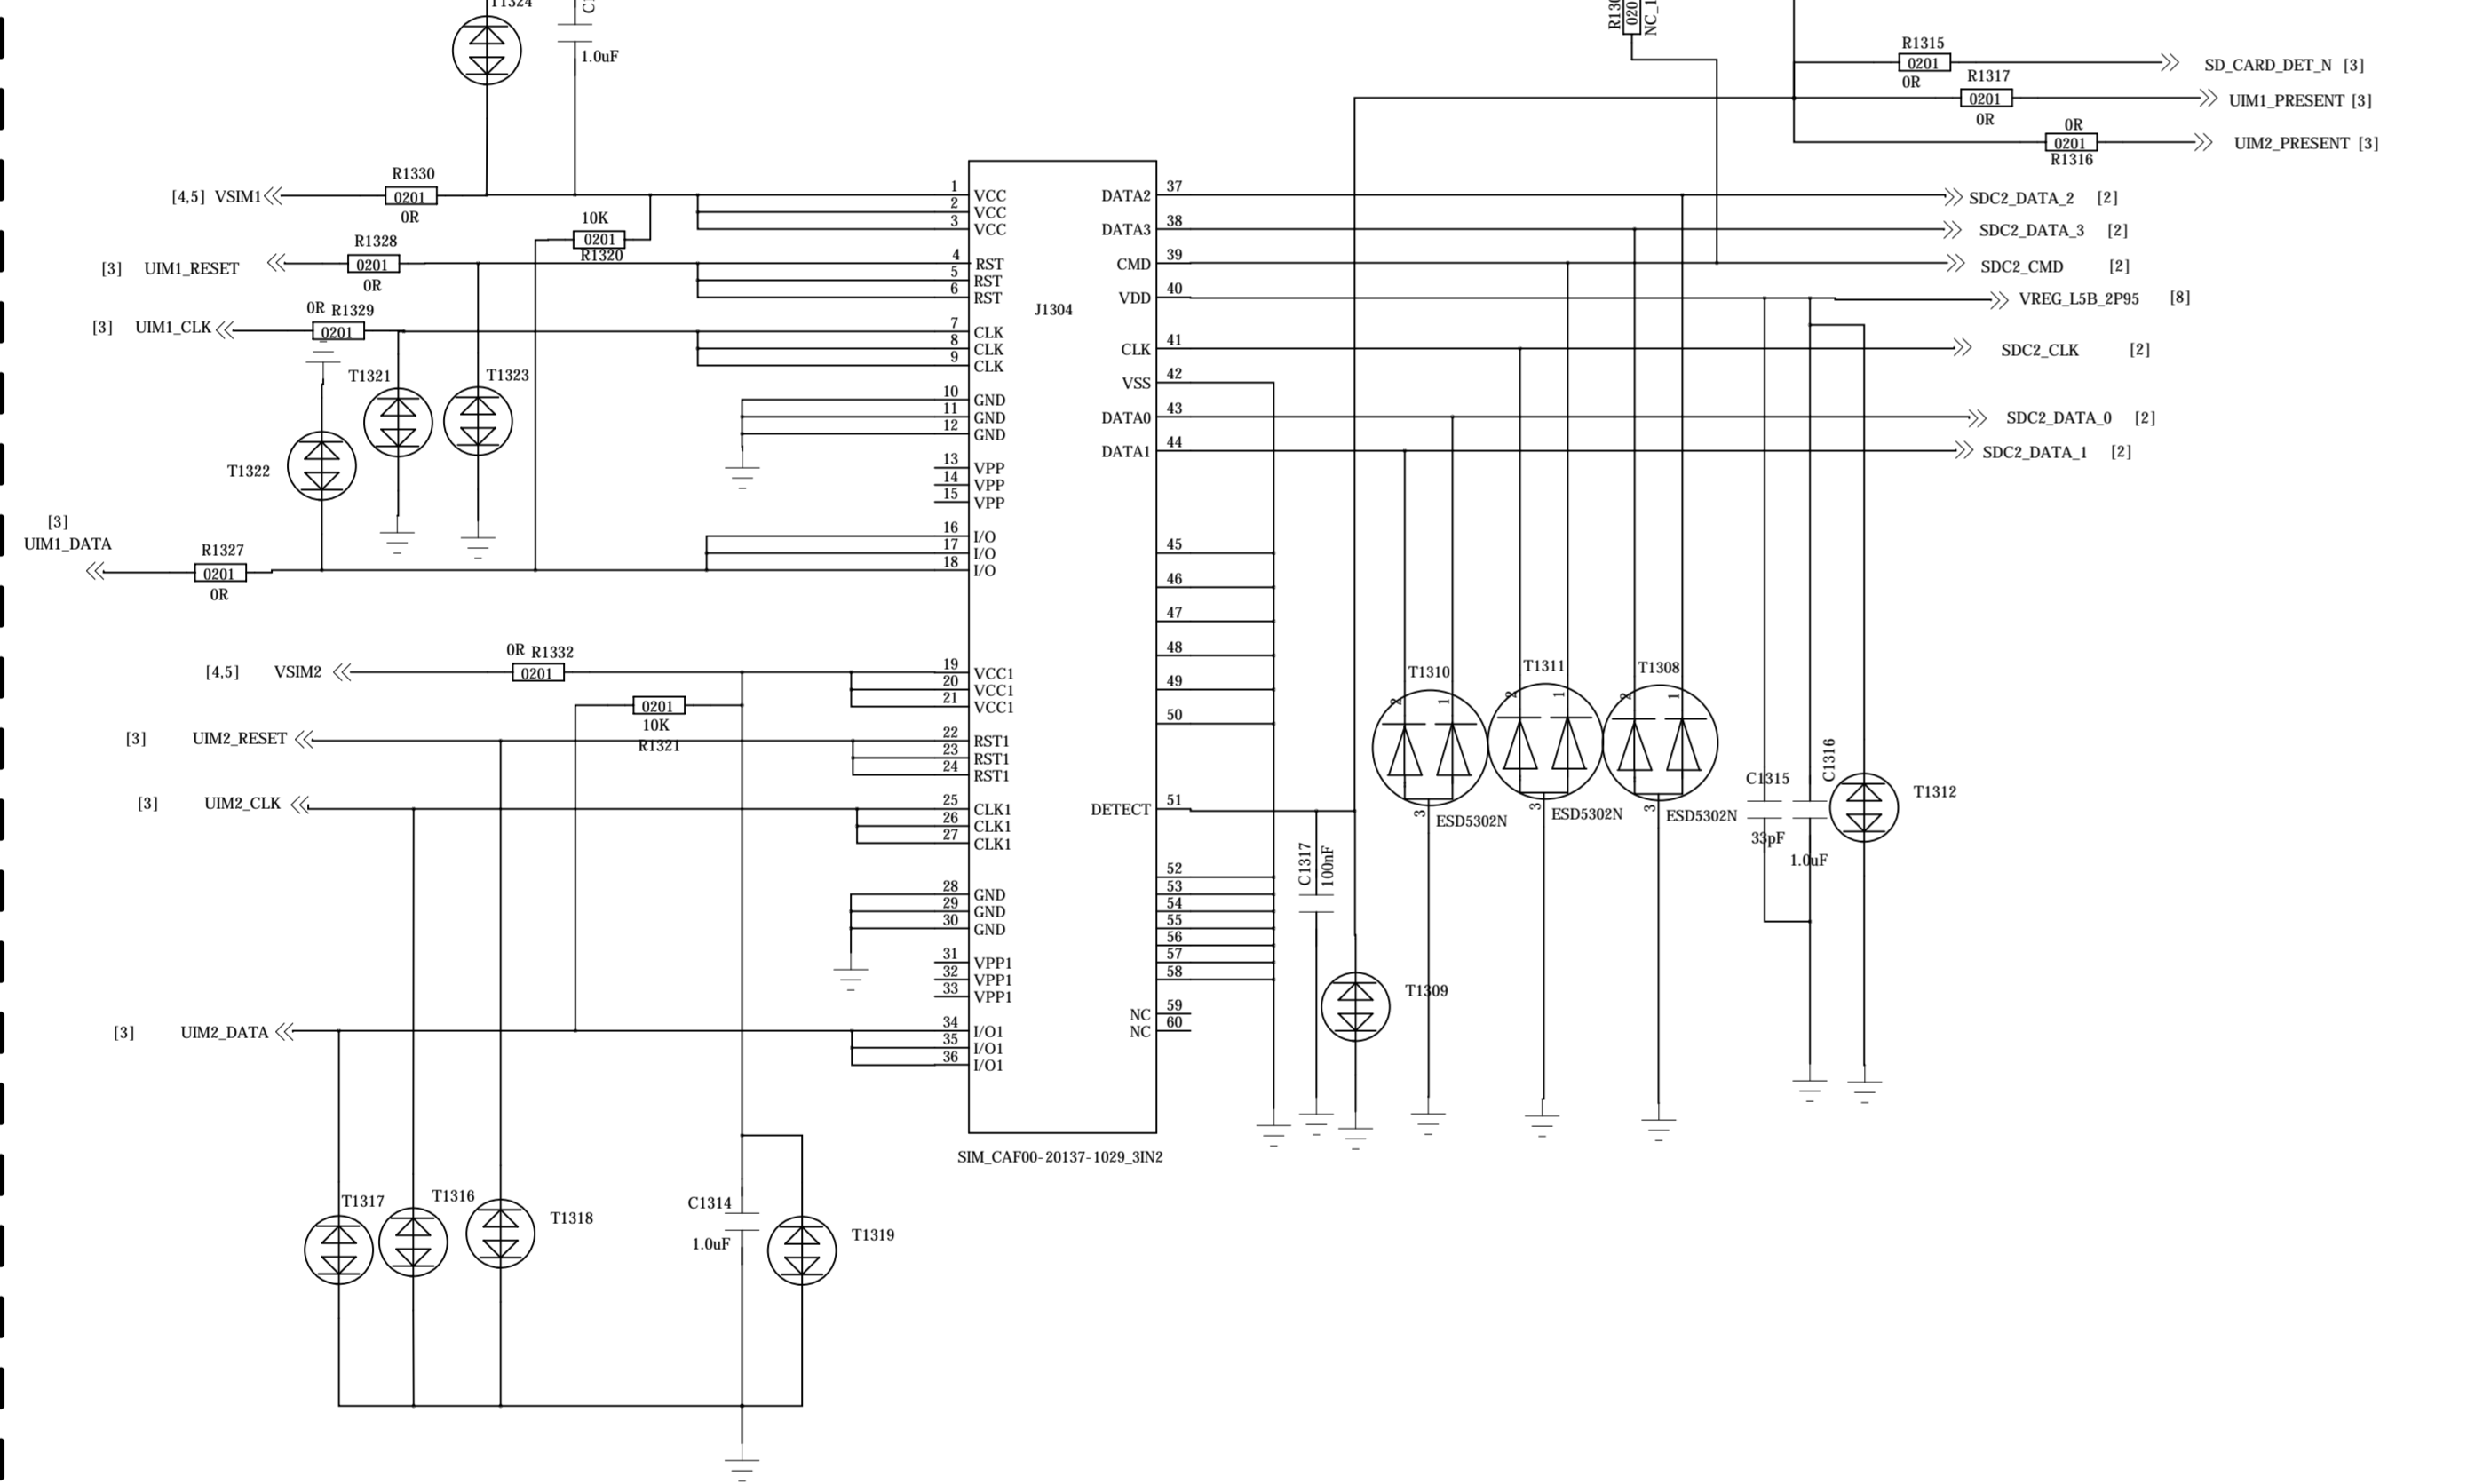 T1324
1.0uF
R1315
0201
0R
SD_CARD_DET_N [3]
R1317
0201
0R
UIM1_PRESENT [3]
0R
0201
R1316
UIM2_PRESENT [3]
[4,5] VSIM1
R1330
0201
0R
10K
0201
R1320
[3] UIM1_RESET
R1328
0201
0R
[3] UIM1_CLK
0R R1329
0201
T1321
T1323
T1322
[3]
UIM1_DATA
R1327
0201
0R
J1304
1 VCC
2 VCC
3 VCC
4 RST
5 RST
6 RST
7 CLK
8 CLK
9 CLK
10 GND
11 GND
12 GND
13 VPP
14 VPP
15 VPP
16 I/O
17 I/O
18 I/O
DATA2 37 SDC2_DATA_2 [2]
DATA3 38 SDC2_DATA_3 [2]
CMD 39 SDC2_CMD [2]
VDD 40 VREG_L5B_2P95 [8]
CLK 41 SDC2_CLK [2]
VSS 42
DATA0 43 SDC2_DATA_0 [2]
DATA1 44 SDC2_DATA_1 [2]
45
46
47
48
49
50
DETECT 51
52
53
54
55
56
57
58
NC 59
NC 60
[4,5] VSIM2
0R R1332
0201
0201
10K
R1321
[3] UIM2_RESET
[3] UIM2_CLK
[3] UIM2_DATA
19 VCC1
20 VCC1
21 VCC1
22 RST1
23 RST1
24 RST1
25 CLK1
26 CLK1
27 CLK1
28 GND
29 GND
30 GND
31 VPP1
32 VPP1
33 VPP1
34 I/O1
35 I/O1
36 I/O1
SIM_CAF00-20137-1029_3IN2
T1310
2 1
3
ESD5302N
T1311
2 1
3
ESD5302N
T1308
2 1
3
ESD5302N
C1315
33pF
C1316
1.0uF
T1312
C1317
100nF
T1309
T1317
T1316
T1318
C1314
1.0uF
T1319